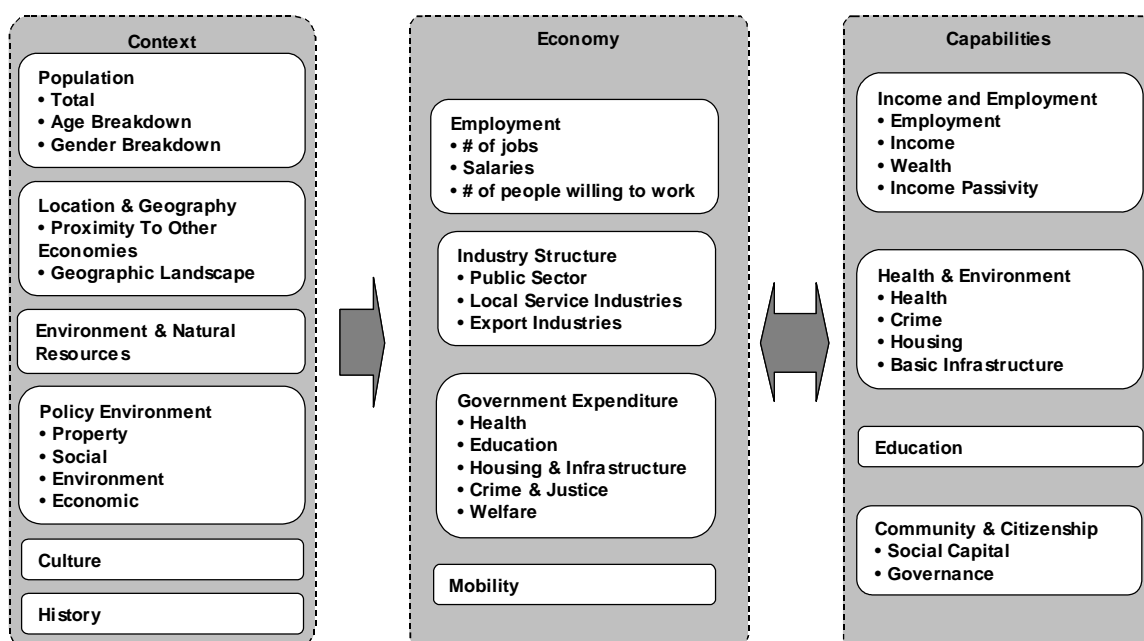 Context
Population
• Total
• Age Breakdown
• Gender Breakdown
Location & Geography
• Proximity To Other
Economies
• Geographic Landscape
Environment & Natural
Resources
Policy Environment
• Property
• Social
• Environment
• Economic
Culture
History
Economy
Employment
• # of jobs
• Salaries
• # of people willing to work
Industry Structure
• Public Sector
• Local Service Industries
• Export Industries
Government Expenditure
• Health
• Education
• Housing & Infrastructure
• Crime & Justice
• Welfare
Mobility
Capabilities
Income and Employment
• Employment
• Income
• Wealth
• Income Passivity
Health & Environment
• Health
• Crime
• Housing
• Basic Infrastructure
Education
Community & Citizenship
• Social Capital
• Governance